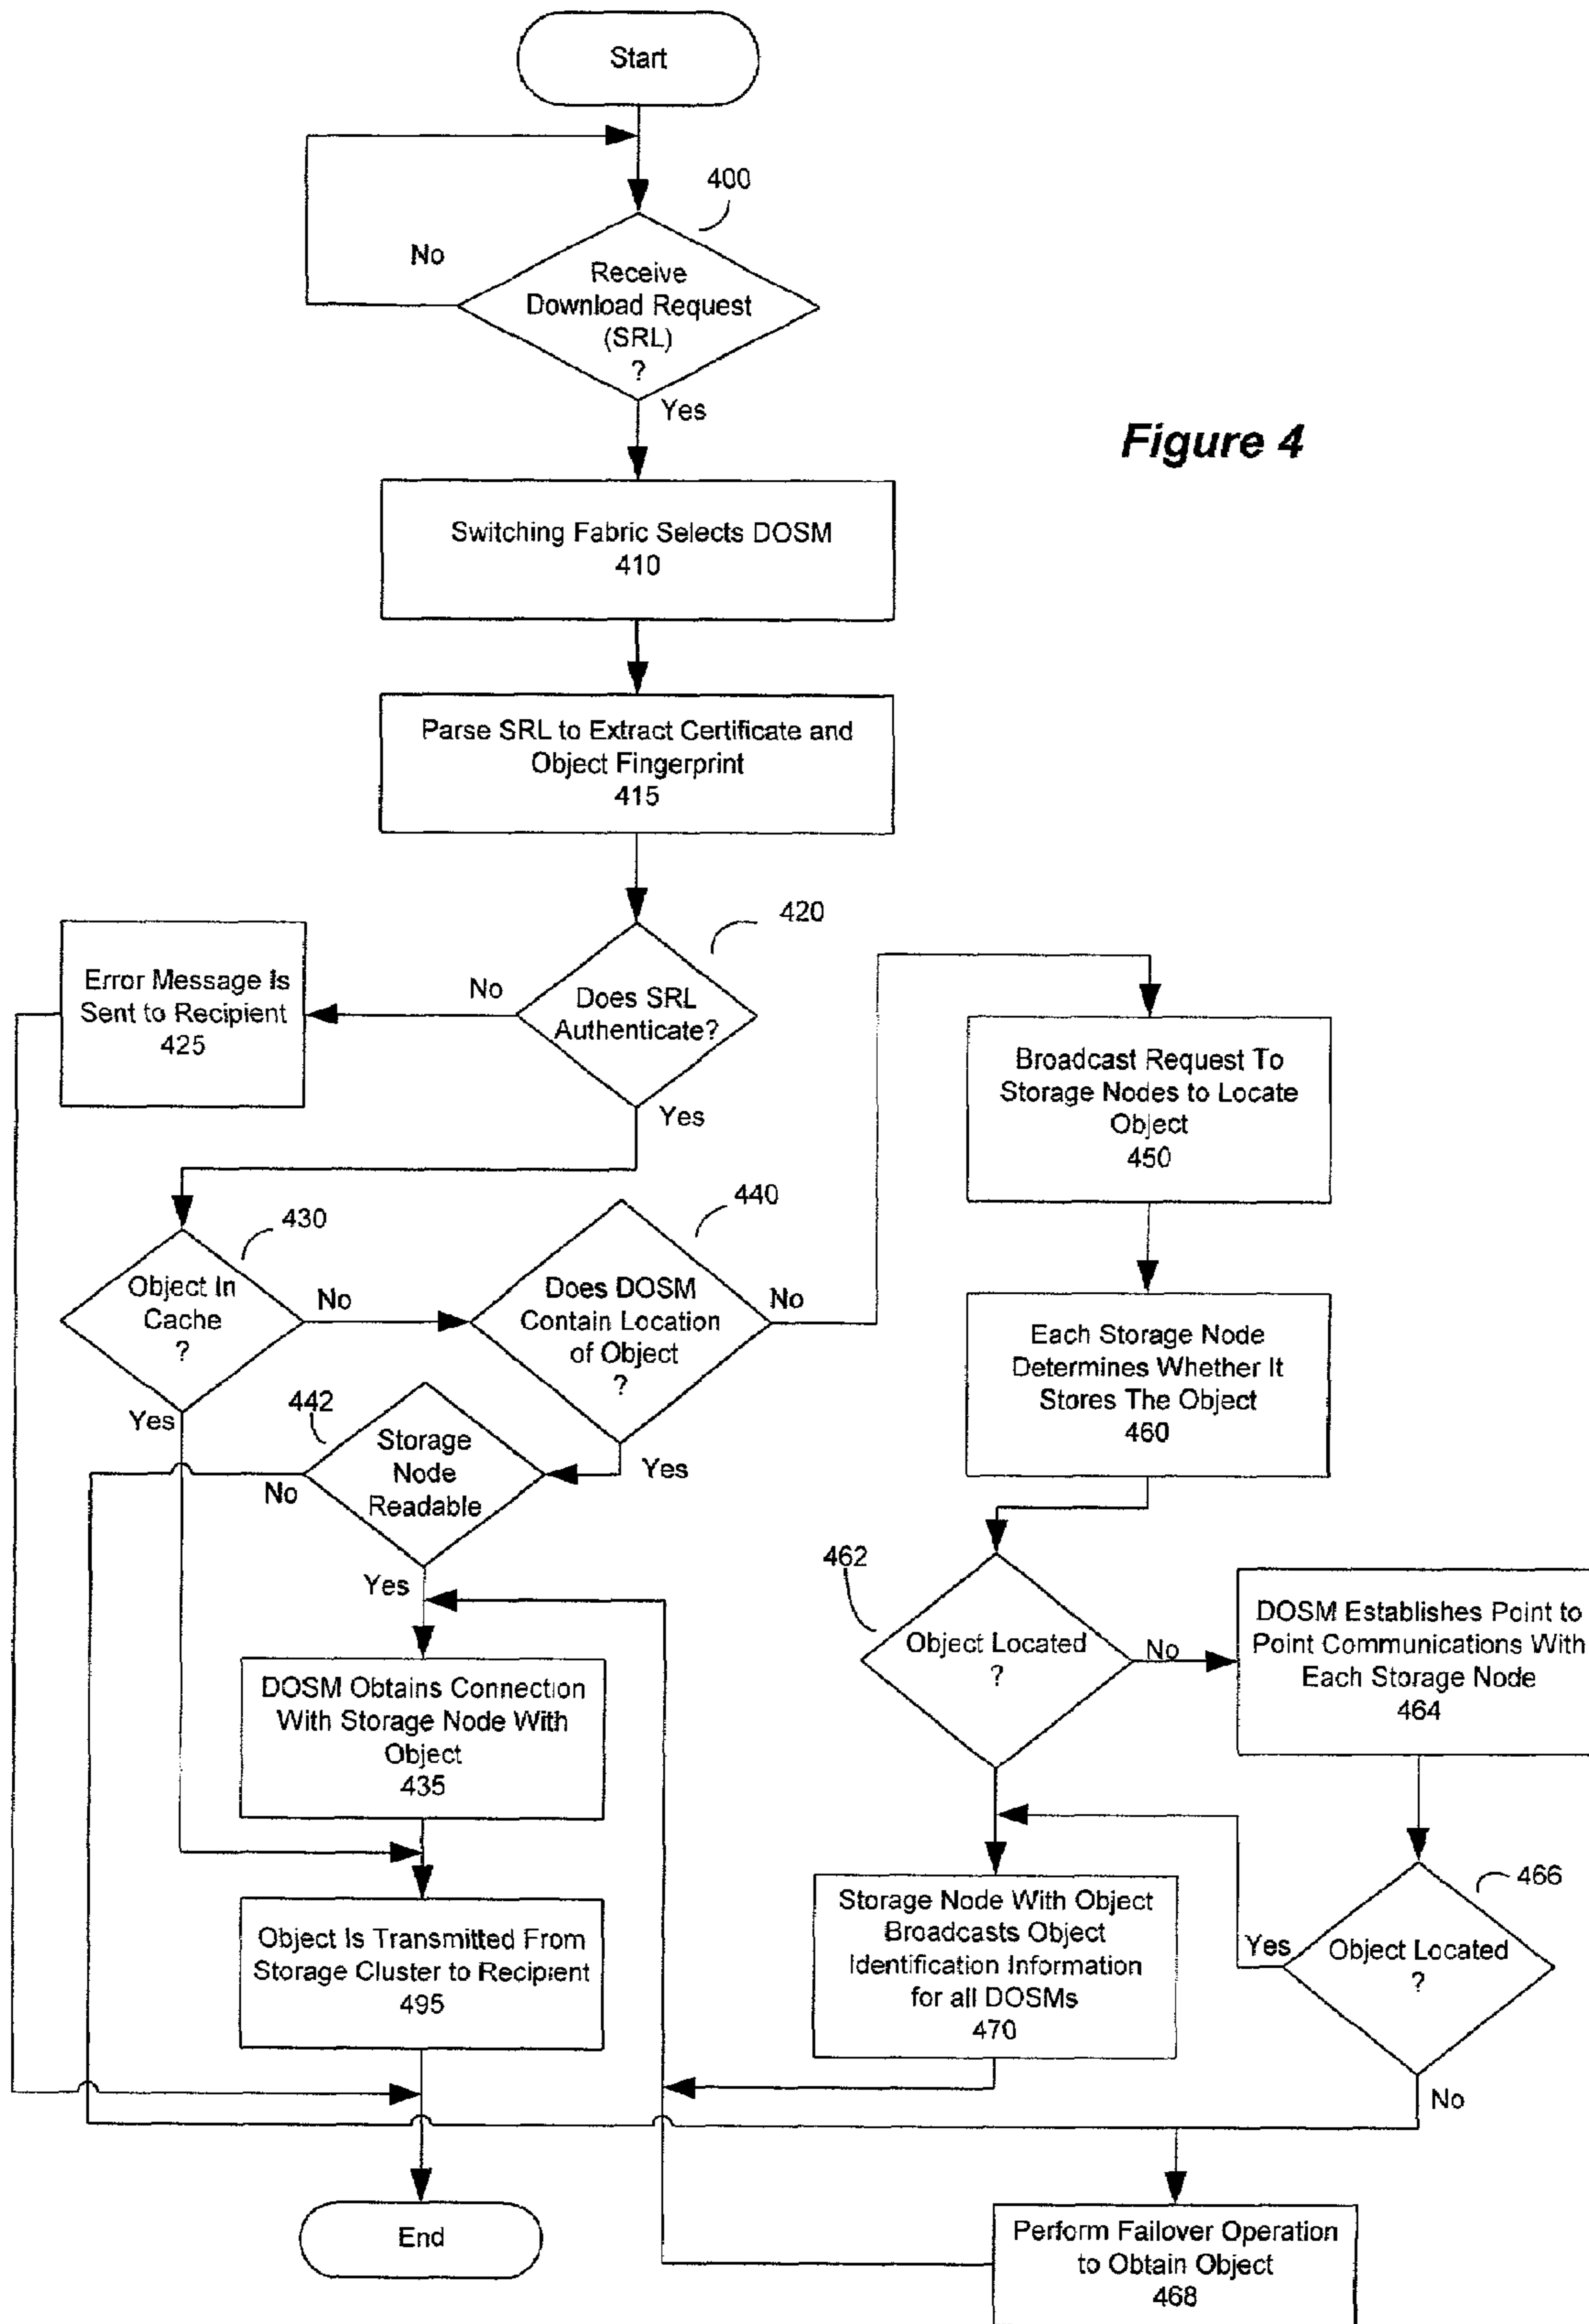 Start
400
No
Receive
Download Request
(SRL)
?
Yes
Figure 4
Switching Fabric Selects DOSM
410
Parse SRL to Extract Certificate and
Object Fingerprint
415
420
Error Message Is
Sent to Recipient
425
No
Does SRL
Authenticate?
Yes
Broadcast Request To
Storage Nodes to Locate
Object
450
430
Object In
Cache
?
No
Yes
440
Does DOSM
Contain Location
of Object
?
No
Yes
442
Storage
Node
Readable
No
Yes
Each Storage Node
Determines Whether It
Stores The Object
460
462
Object Located
?
No
DOSM Establishes Point to
Point Communications With
Each Storage Node
464
DOSM Obtains Connection
With Storage Node With
Object
435
466
Object Located
?
Yes
No
Storage Node With Object
Broadcasts Object
Identification Information
for all DOSMs
470
Object Is Transmitted From
Storage Cluster to Recipient
495
End
Perform Failover Operation
to Obtain Object
468